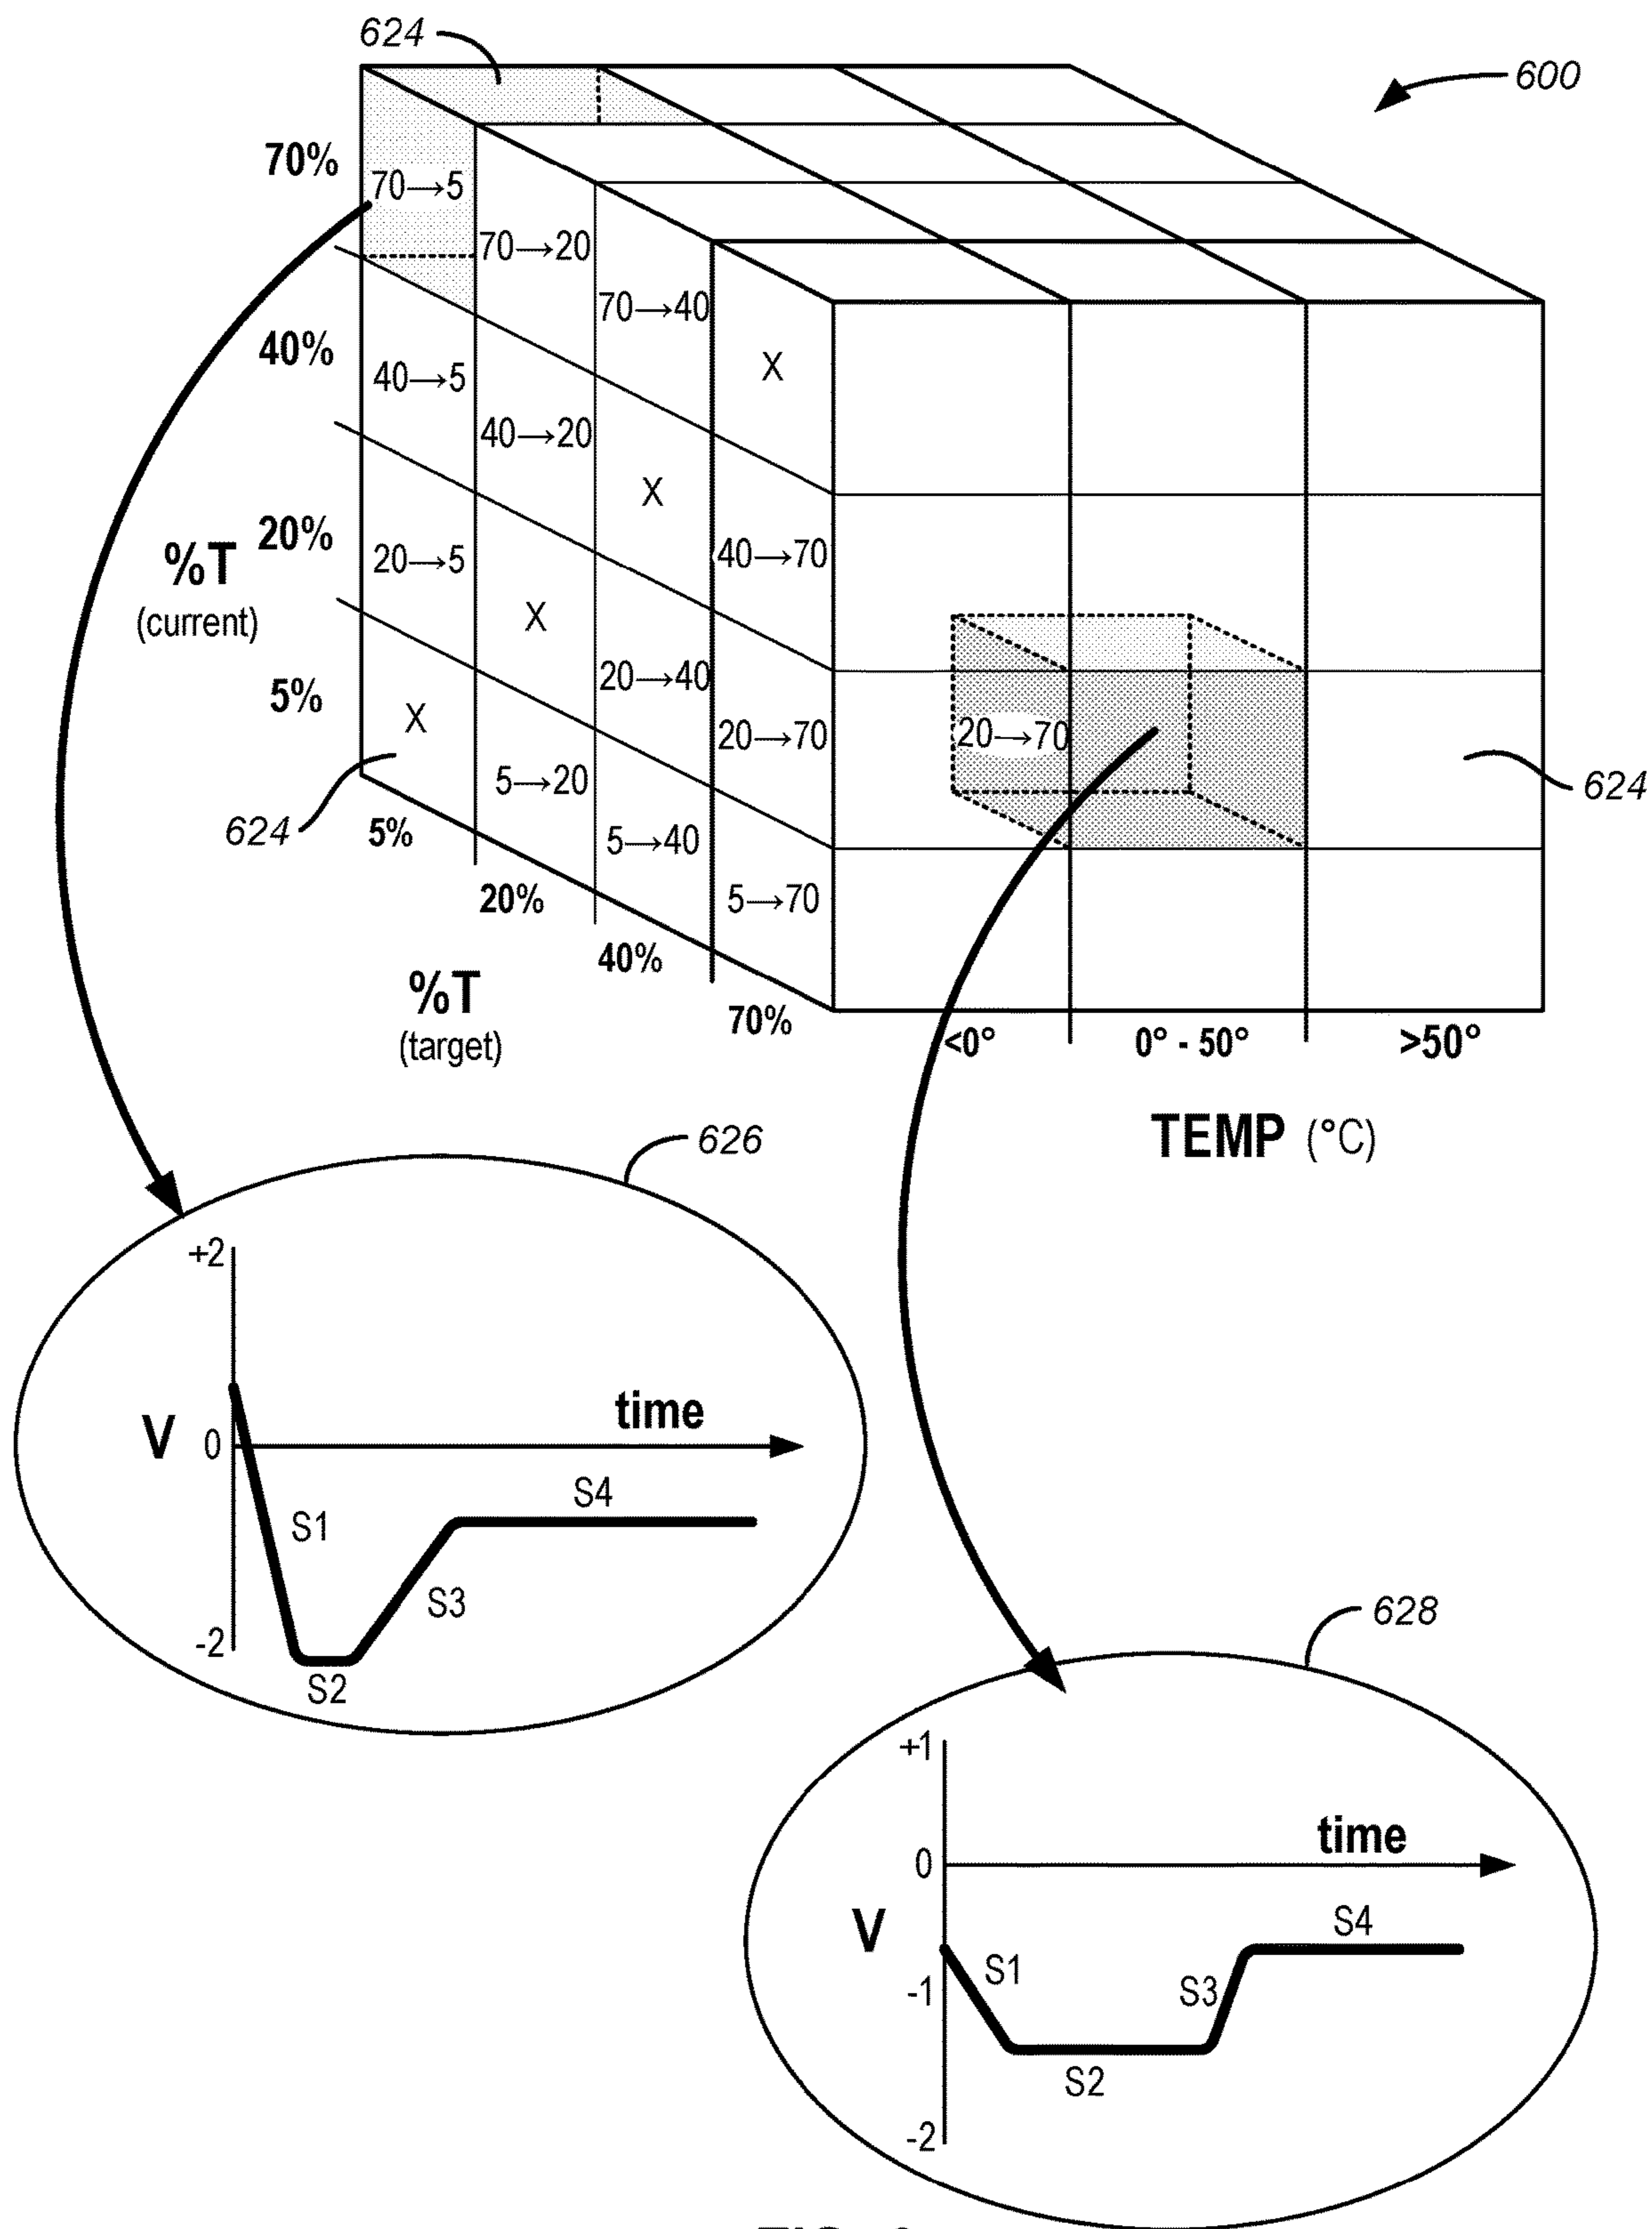 624
600
70%
70→5
70→20
70→40
X
40%
40→5
40→20
X
40→70
20%
%T
(current)
20→5
X
20→40
20→70
20→70
5%
X
5→20
5→40
5→70
624
624
5%
20%
40%
70%
%T
(target)
<0°
0° - 50°
>50°
TEMP (°C)
626
+2
time
V
0
S4
S1
S3
-2
S2
628
+1
time
0
V
S4
S1
-1
S3
S2
-2